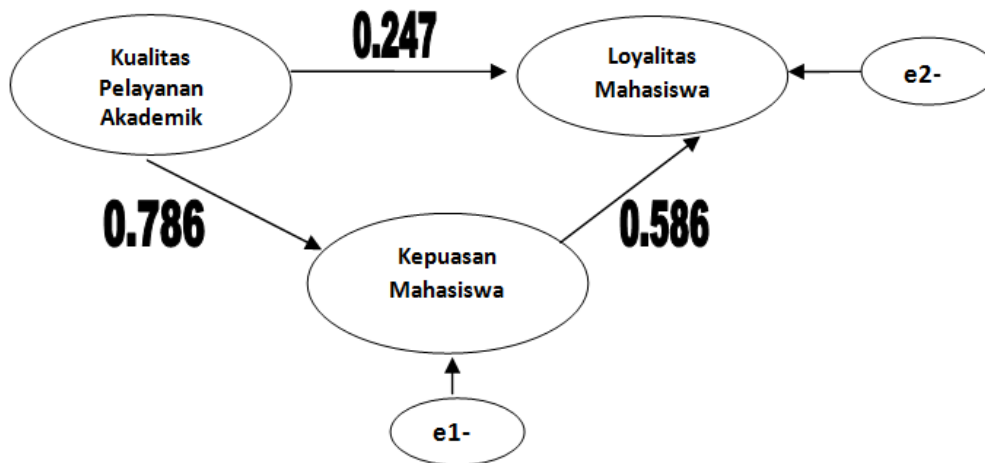 0.247
Kualitas
Pelayanan
Akademik
Loyalitas
Mahasiswa
e2-
0.786
0.586
Kepuasan
Mahasiswa
e1-